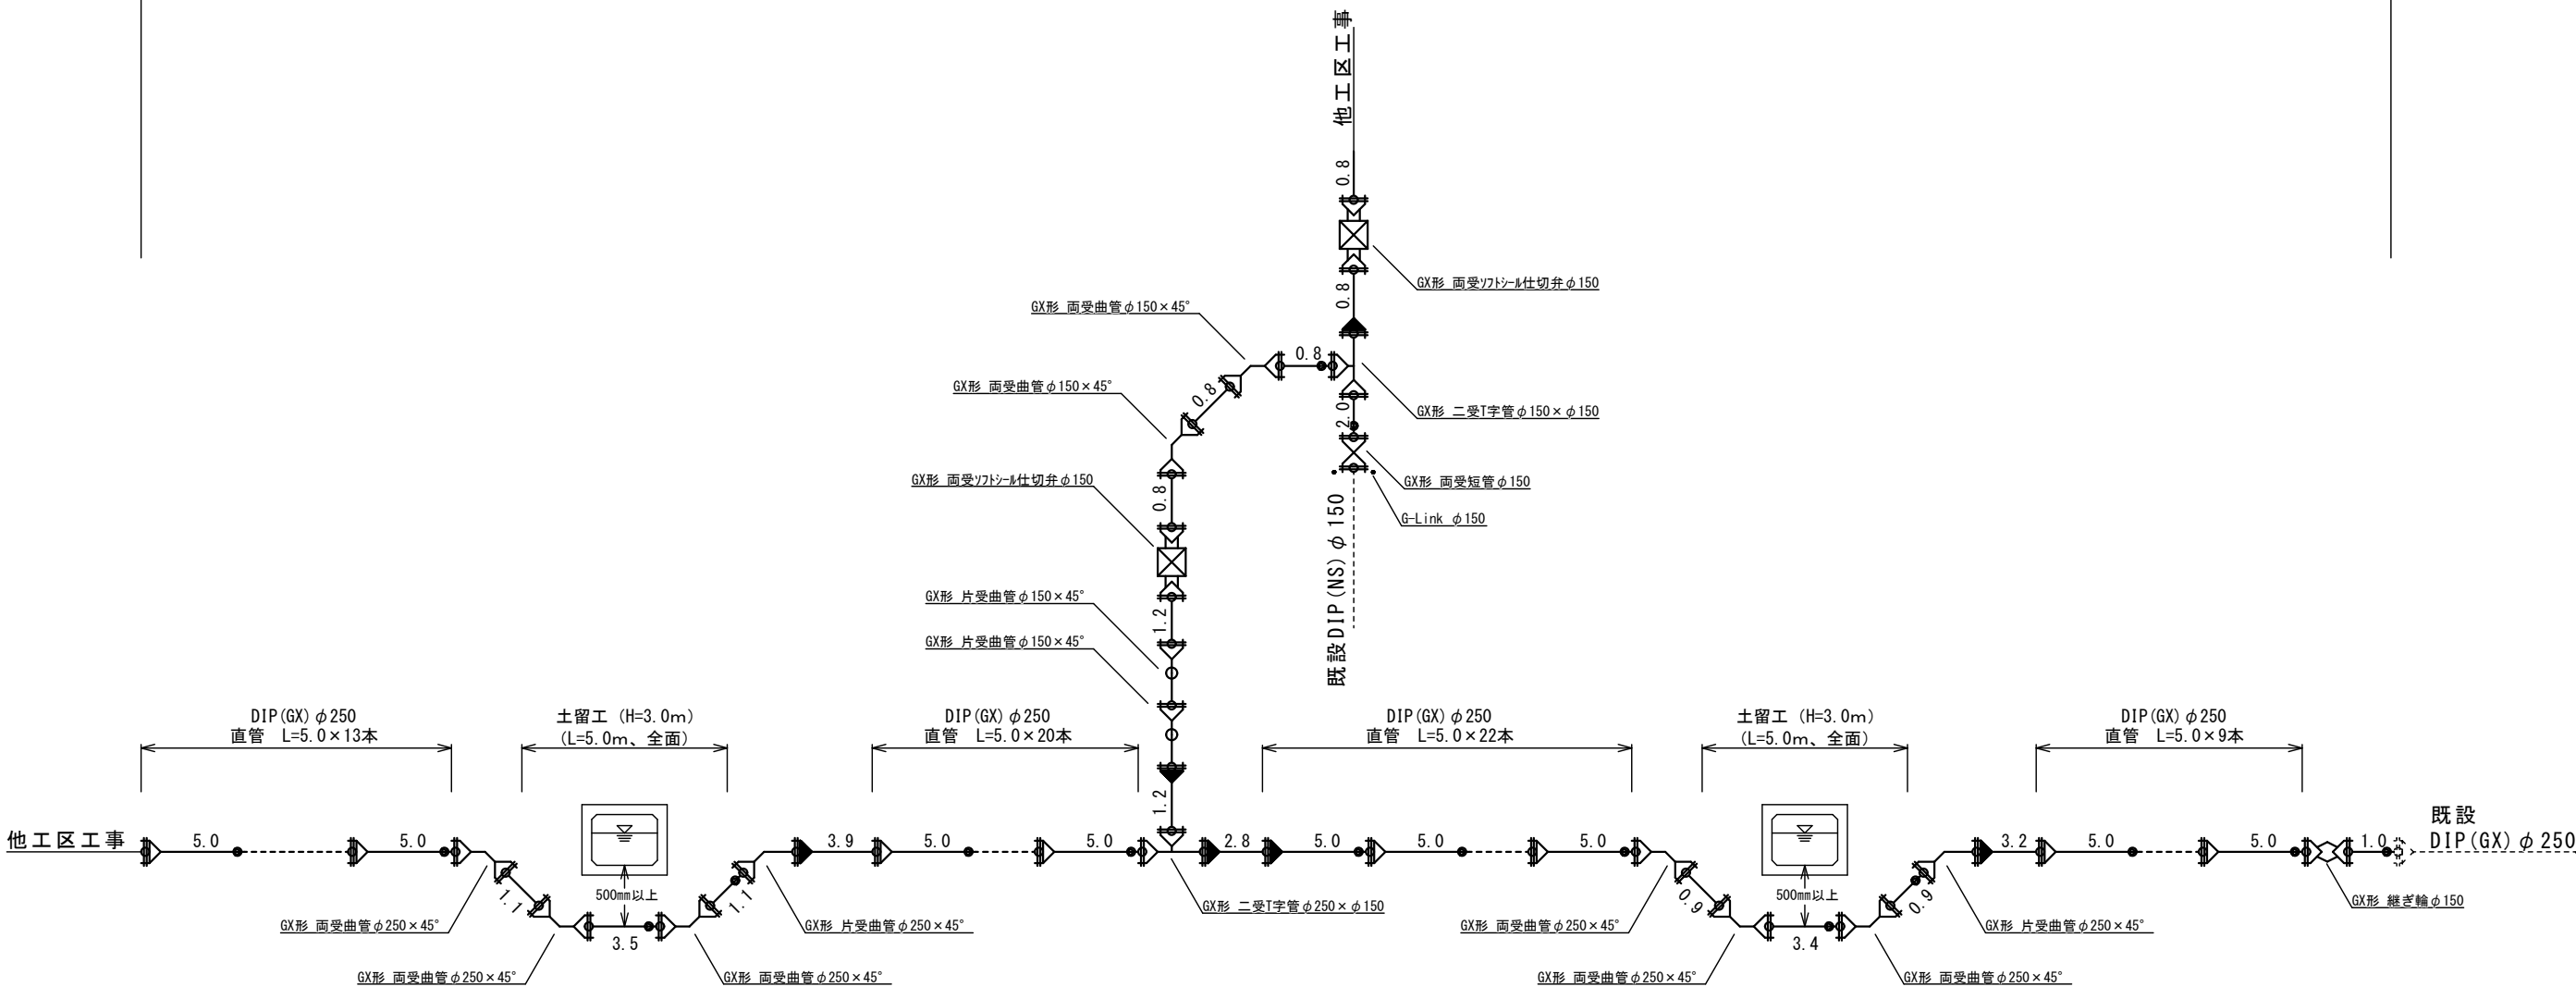 他工区工事
0.8
GX形 両受ｿﾌﾄｼｰﾙ仕切弁φ150
0.8
GX形 両受曲管φ150×45°
0.8
GX形 両受曲管φ150×45°
0.8
GX形 二受T字管φ150×φ150
2.0
GX形 両受ｿﾌﾄｼｰﾙ仕切弁φ150
0.8
GX形 両受短管φ150
G-Link φ150
既設DIP(NS)φ150
GX形 片受曲管φ150×45°
1.2
GX形 片受曲管φ150×45°
DIP(GX)φ250
直管 L=5.0×13本
土留工 (H=3.0m)
(L=5.0m、全面)
DIP(GX)φ250
直管 L=5.0×20本
DIP(GX)φ250
直管 L=5.0×22本
土留工 (H=3.0m)
(L=5.0m、全面)
DIP(GX)φ250
直管 L=5.0×9本
1.2
他工区工事
5.0
5.0
3.9
5.0
5.0
2.8
5.0
5.0
5.0
3.2
5.0
5.0
1.0
既設
DIP(GX)φ250
1.1
500mm以上
1.1
0.9
500mm以上
0.9
GX形 継ぎ輪φ150
GX形 二受T字管φ250×φ150
GX形 両受曲管φ250×45°
GX形 片受曲管φ250×45°
GX形 両受曲管φ250×45°
GX形 片受曲管φ250×45°
3.5
3.4
GX形 両受曲管φ250×45°
GX形 両受曲管φ250×45°
GX形 両受曲管φ250×45°
GX形 両受曲管φ250×45°